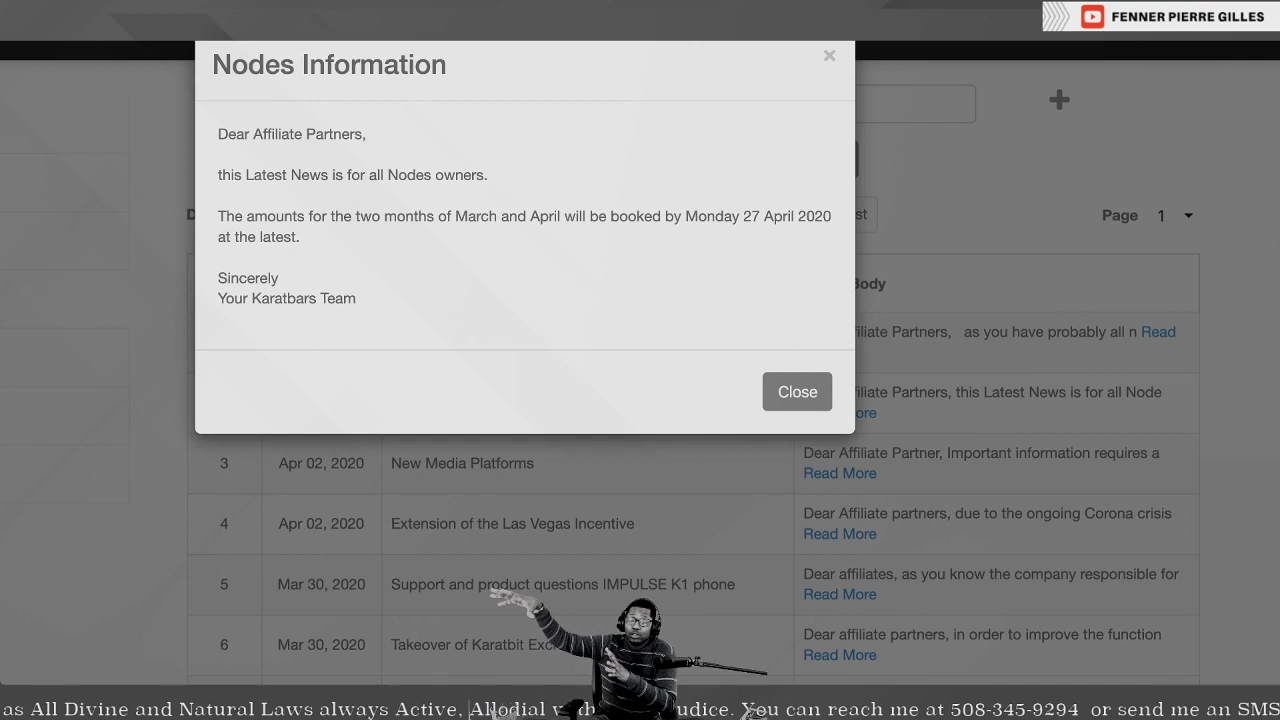 FENNER PIERRE GILLES
Nodes Information
×
Dear Affiliate Partners,
this Latest News is for all Nodes owners.
The amounts for the two months of March and April will be booked by Monday 27 April 2020
at the latest.
Sincerely
Your Karatbars Team
Close
Page 1
Body
filiate Partners, as you have probably all n Read
filiate Partners, this Latest News is for all Node
ore
3 Apr 02, 2020 New Media Platforms Dear Affiliate Partner, Important information requires a
Read More
4 Apr 02, 2020 Extension of the Las Vegas Incentive Dear Affiliate partners, due to the ongoing Corona crisis
Read More
5 Mar 30, 2020 Support and product questions IMPULSE K1 phone Dear affiliates, as you know the company responsible for
Read More
6 Mar 30, 2020 Takeover of Karatbit Dear affiliate partners, in order to improve the function
Read More
as All Divine and Natural Laws always Active, Allodial udice. You can reach me at 508-345-9294 or send me an SMS